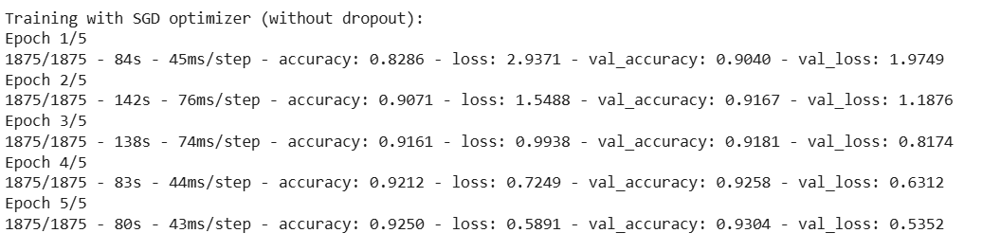 Training with SGD optimizer (without dropout):
Epoch 1/5
1875/1875 - 84s - 45ms/step - accuracy: 0.8286 - loss: 2.9371 - val_accuracy: 0.9040 - val_loss: 1.9749
Epoch 2/5
1875/1875 - 142s - 76ms/step - accuracy: 0.9071 - loss: 1.5488 - val_accuracy: 0.9167 - val_loss: 1.1876
Epoch 3/5
1875/1875 - 138s - 74ms/step - accuracy: 0.9161 - loss: 0.9938 - val_accuracy: 0.9181 - val_loss: 0.8174
Epoch 4/5
1875/1875 - 83s - 44ms/step - accuracy: 0.9212 - loss: 0.7249 - val_accuracy: 0.9258 - val_loss: 0.6312
Epoch 5/5
1875/1875 - 80s - 43ms/step - accuracy: 0.9250 - loss: 0.5891 - val_accuracy: 0.9304 - val_loss: 0.5352